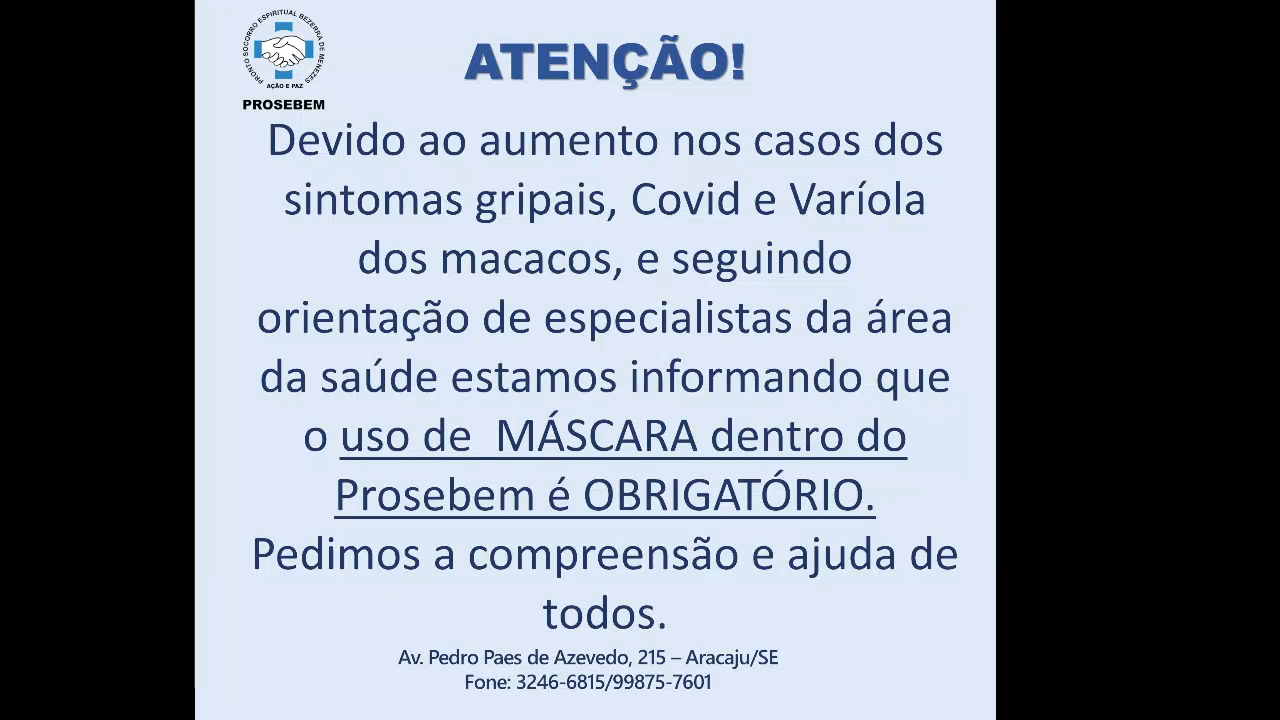 PRONTO SOCORRO ESPIRITUAL BEZERRA DE MENEZES
AÇÃO E PAZ
PROSEBEM
ATENÇÃO!
Devido ao aumento nos casos dos
sintomas gripais, Covid e Varíola
dos macacos, e seguindo
orientação de especialistas da área
da saúde estamos informando que
o uso de  MÁSCARA dentro do
Prosebem é OBRIGATÓRIO.
Pedimos a compreensão e ajuda de
todos.
Av. Pedro Paes de Azevedo, 215 – Aracaju/SE
Fone: 3246-6815/99875-7601